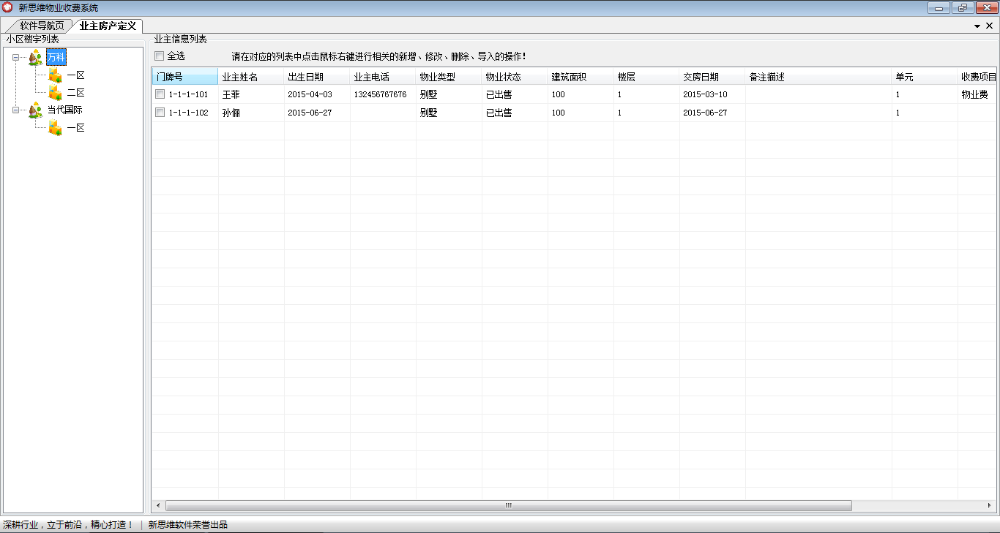 新思维物业收费系统
软件导航页 业主房产定义
小区楼宇列表
万科
一区
二区
当代国际
一区
业主信息列表
全选 请在对应的列表中点击鼠标右键进行相关的新增、修改、删除、导入的操作!
门牌号 业主姓名 出生日期 业主电话 物业类型 物业状态 建筑面积 楼层 交房日期 备注描述 单元 收费项目
1-1-1-101 王菲 2015-04-03 132456767676 别墅 已出售 100 1 2015-03-10 1 物业费
1-1-1-102 孙俪 2015-06-27 别墅 已出售 100 1 2015-06-27 1
深耕行业，立于前沿，精心打造！ | 新思维软件荣誉出品